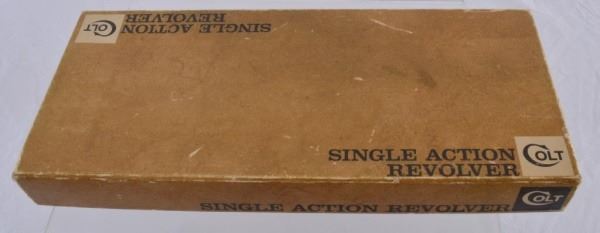 SINGLE ACTION
REVOLVER
COLT
SINGLE ACTION
REVOLVER
COLT
SINGLE ACTION REVOLVER COLT